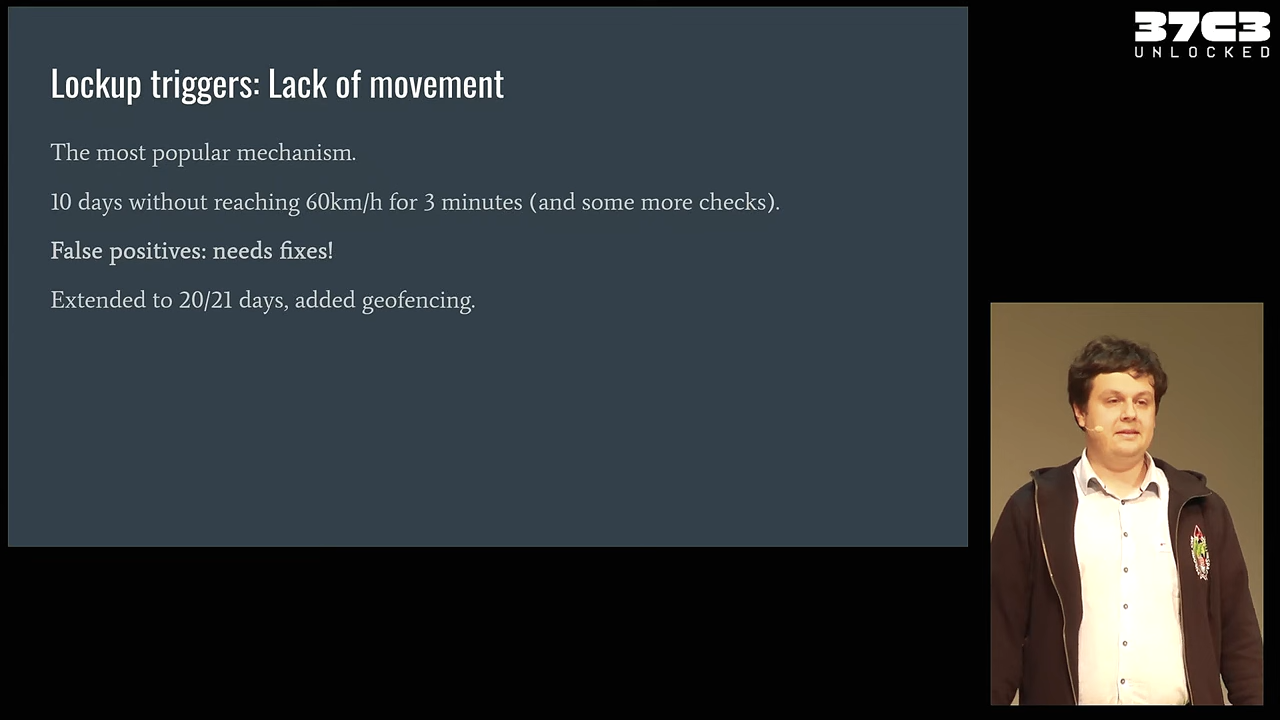 37C3
UNLOCKED
Lockup triggers: Lack of movement
The most popular mechanism.
10 days without reaching 60km/h for 3 minutes (and some more checks).
False positives: needs fixes!
Extended to 20/21 days, added geofencing.